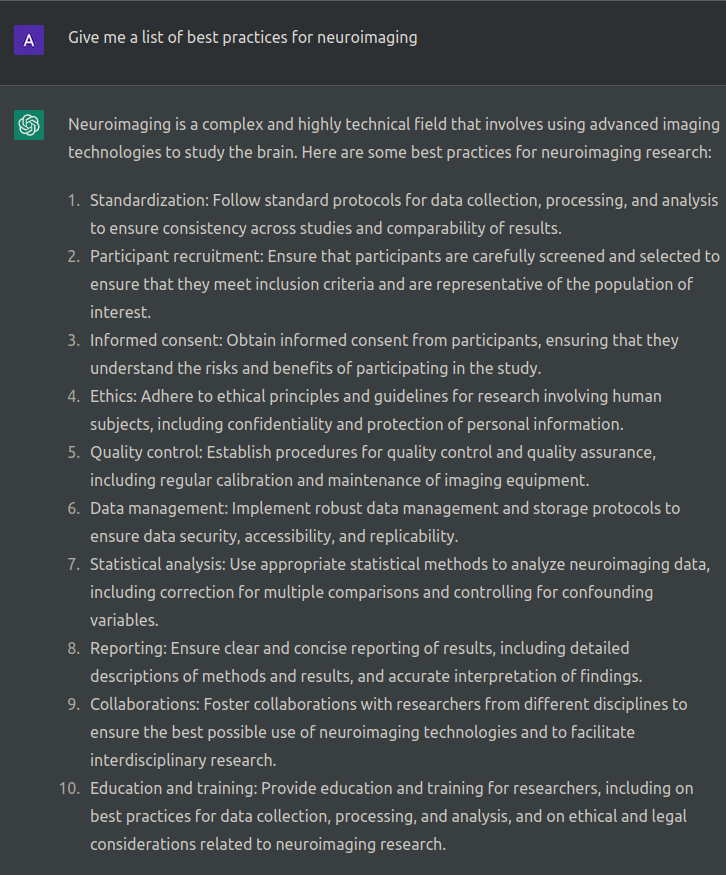 A
Give me a list of best practices for neuroimaging
Neuroimaging is a complex and highly technical field that involves using advanced imaging
technologies to study the brain. Here are some best practices for neuroimaging research:
1. Standardization: Follow standard protocols for data collection, processing, and analysis
to ensure consistency across studies and comparability of results.
2. Participant recruitment: Ensure that participants are carefully screened and selected to
ensure that they meet inclusion criteria and are representative of the population of
interest.
3. Informed consent: Obtain informed consent from participants, ensuring that they
understand the risks and benefits of participating in the study.
4. Ethics: Adhere to ethical principles and guidelines for research involving human
subjects, including confidentiality and protection of personal information.
5. Quality control: Establish procedures for quality control and quality assurance,
including regular calibration and maintenance of imaging equipment.
6. Data management: Implement robust data management and storage protocols to
ensure data security, accessibility, and replicability.
7. Statistical analysis: Use appropriate statistical methods to analyze neuroimaging data,
including correction for multiple comparisons and controlling for confounding
variables.
8. Reporting: Ensure clear and concise reporting of results, including detailed
descriptions of methods and results, and accurate interpretation of findings.
9. Collaborations: Foster collaborations with researchers from different disciplines to
ensure the best possible use of neuroimaging technologies and to facilitate
interdisciplinary research.
10. Education and training: Provide education and training for researchers, including on
best practices for data collection, processing, and analysis, and on ethical and legal
considerations related to neuroimaging research.